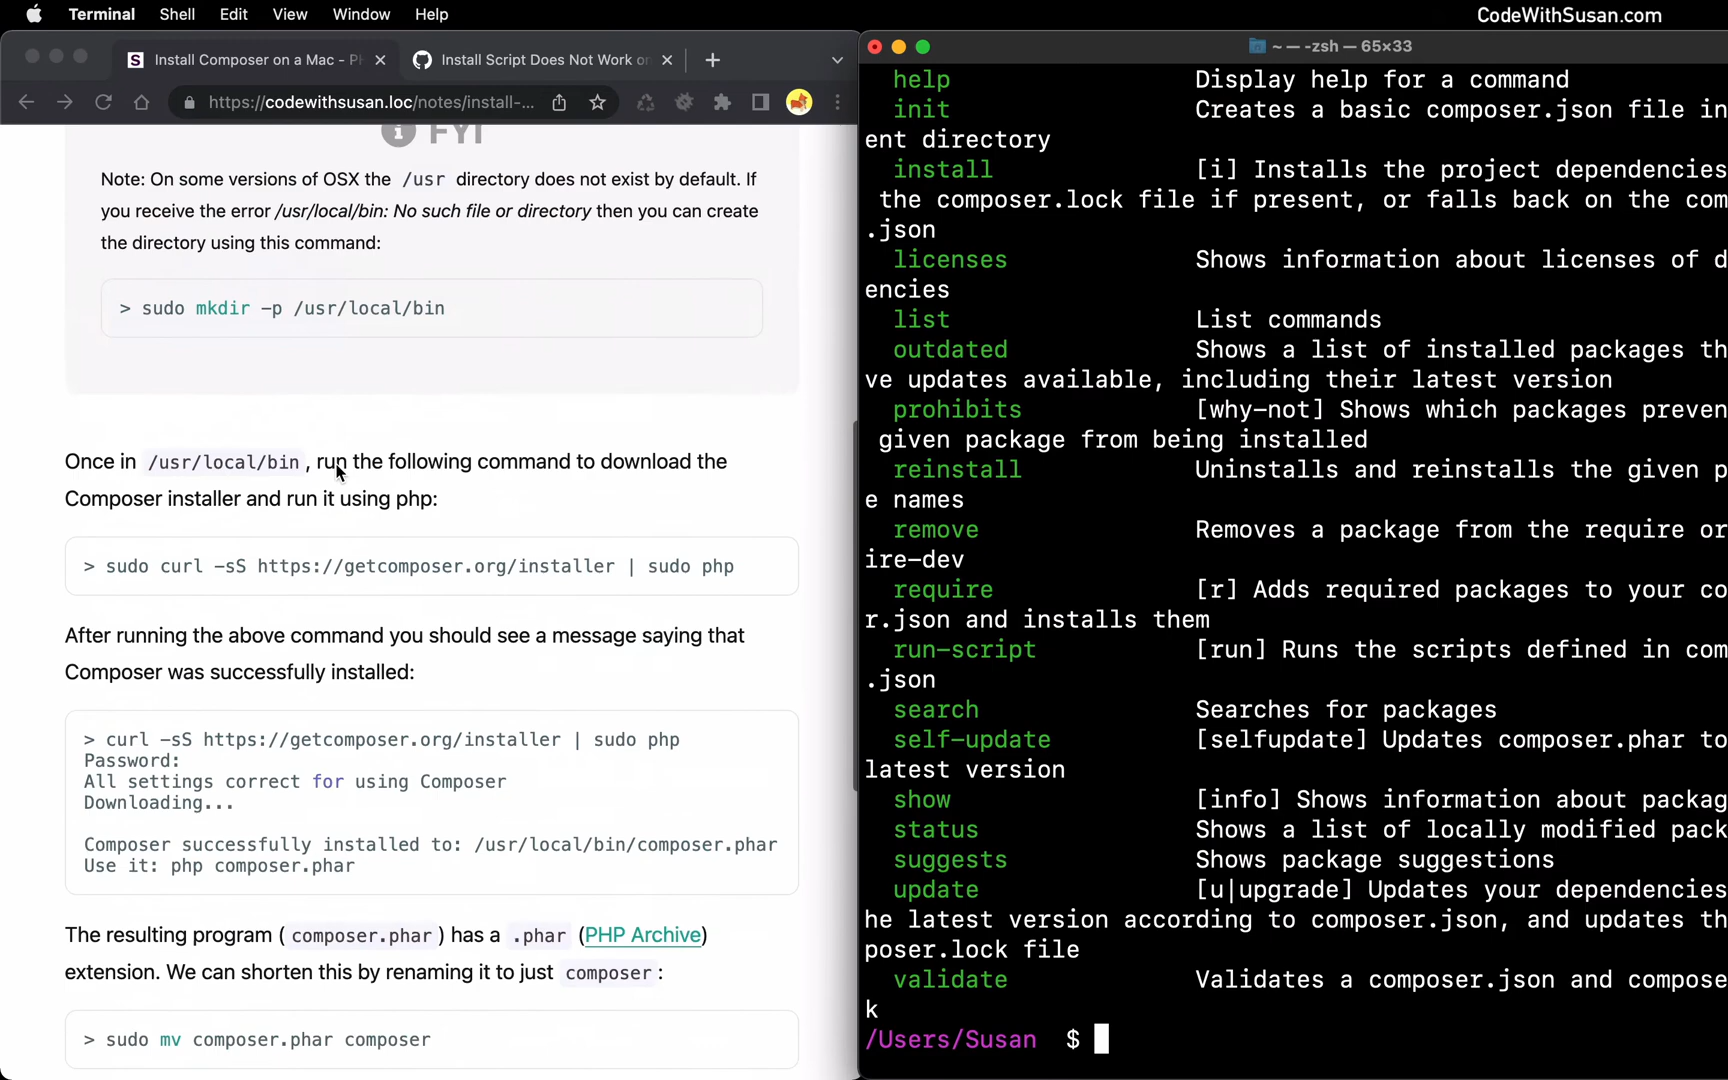 Terminal Shell Edit View Window Help
CodeWithSusan.com
Install Composer on a Mac - P
Install Script Does Not Work on
https://codewithsusan.loc/notes/install-...
~ — -zsh — 65×33
FYI
Note: On some versions of OSX the /usr directory does not exist by default. If
you receive the error /usr/local/bin: No such file or directory then you can create
the directory using this command:
> sudo mkdir -p /usr/local/bin
Once in /usr/local/bin, run the following command to download the
Composer installer and run it using php:
> sudo curl -sS https://getcomposer.org/installer | sudo php
After running the above command you should see a message saying that
Composer was successfully installed:
> curl -sS https://getcomposer.org/installer | sudo php
Password:
All settings correct for using Composer
Downloading...
Composer successfully installed to: /usr/local/bin/composer.phar
Use it: php composer.phar
The resulting program (composer.phar) has a .phar (PHP Archive)
extension. We can shorten this by renaming it to just composer:
> sudo mv composer.phar composer
help Display help for a command
init Creates a basic composer.json file in
ent directory
install [i] Installs the project dependencies
the composer.lock file if present, or falls back on the com
.json
licenses Shows information about licenses of d
encies
list List commands
outdated Shows a list of installed packages th
ve updates available, including their latest version
prohibits [why-not] Shows which packages preven
given package from being installed
reinstall Uninstalls and reinstalls the given p
e names
remove Removes a package from the require or
ire-dev
require [r] Adds required packages to your co
r.json and installs them
run-script [run] Runs the scripts defined in com
.json
search Searches for packages
self-update [selfupdate] Updates composer.phar to
latest version
show [info] Shows information about packag
status Shows a list of locally modified pack
suggests Shows package suggestions
update [u|upgrade] Updates your dependencies
he latest version according to composer.json, and updates th
poser.lock file
validate Validates a composer.json and compose
k
/Users/Susan $